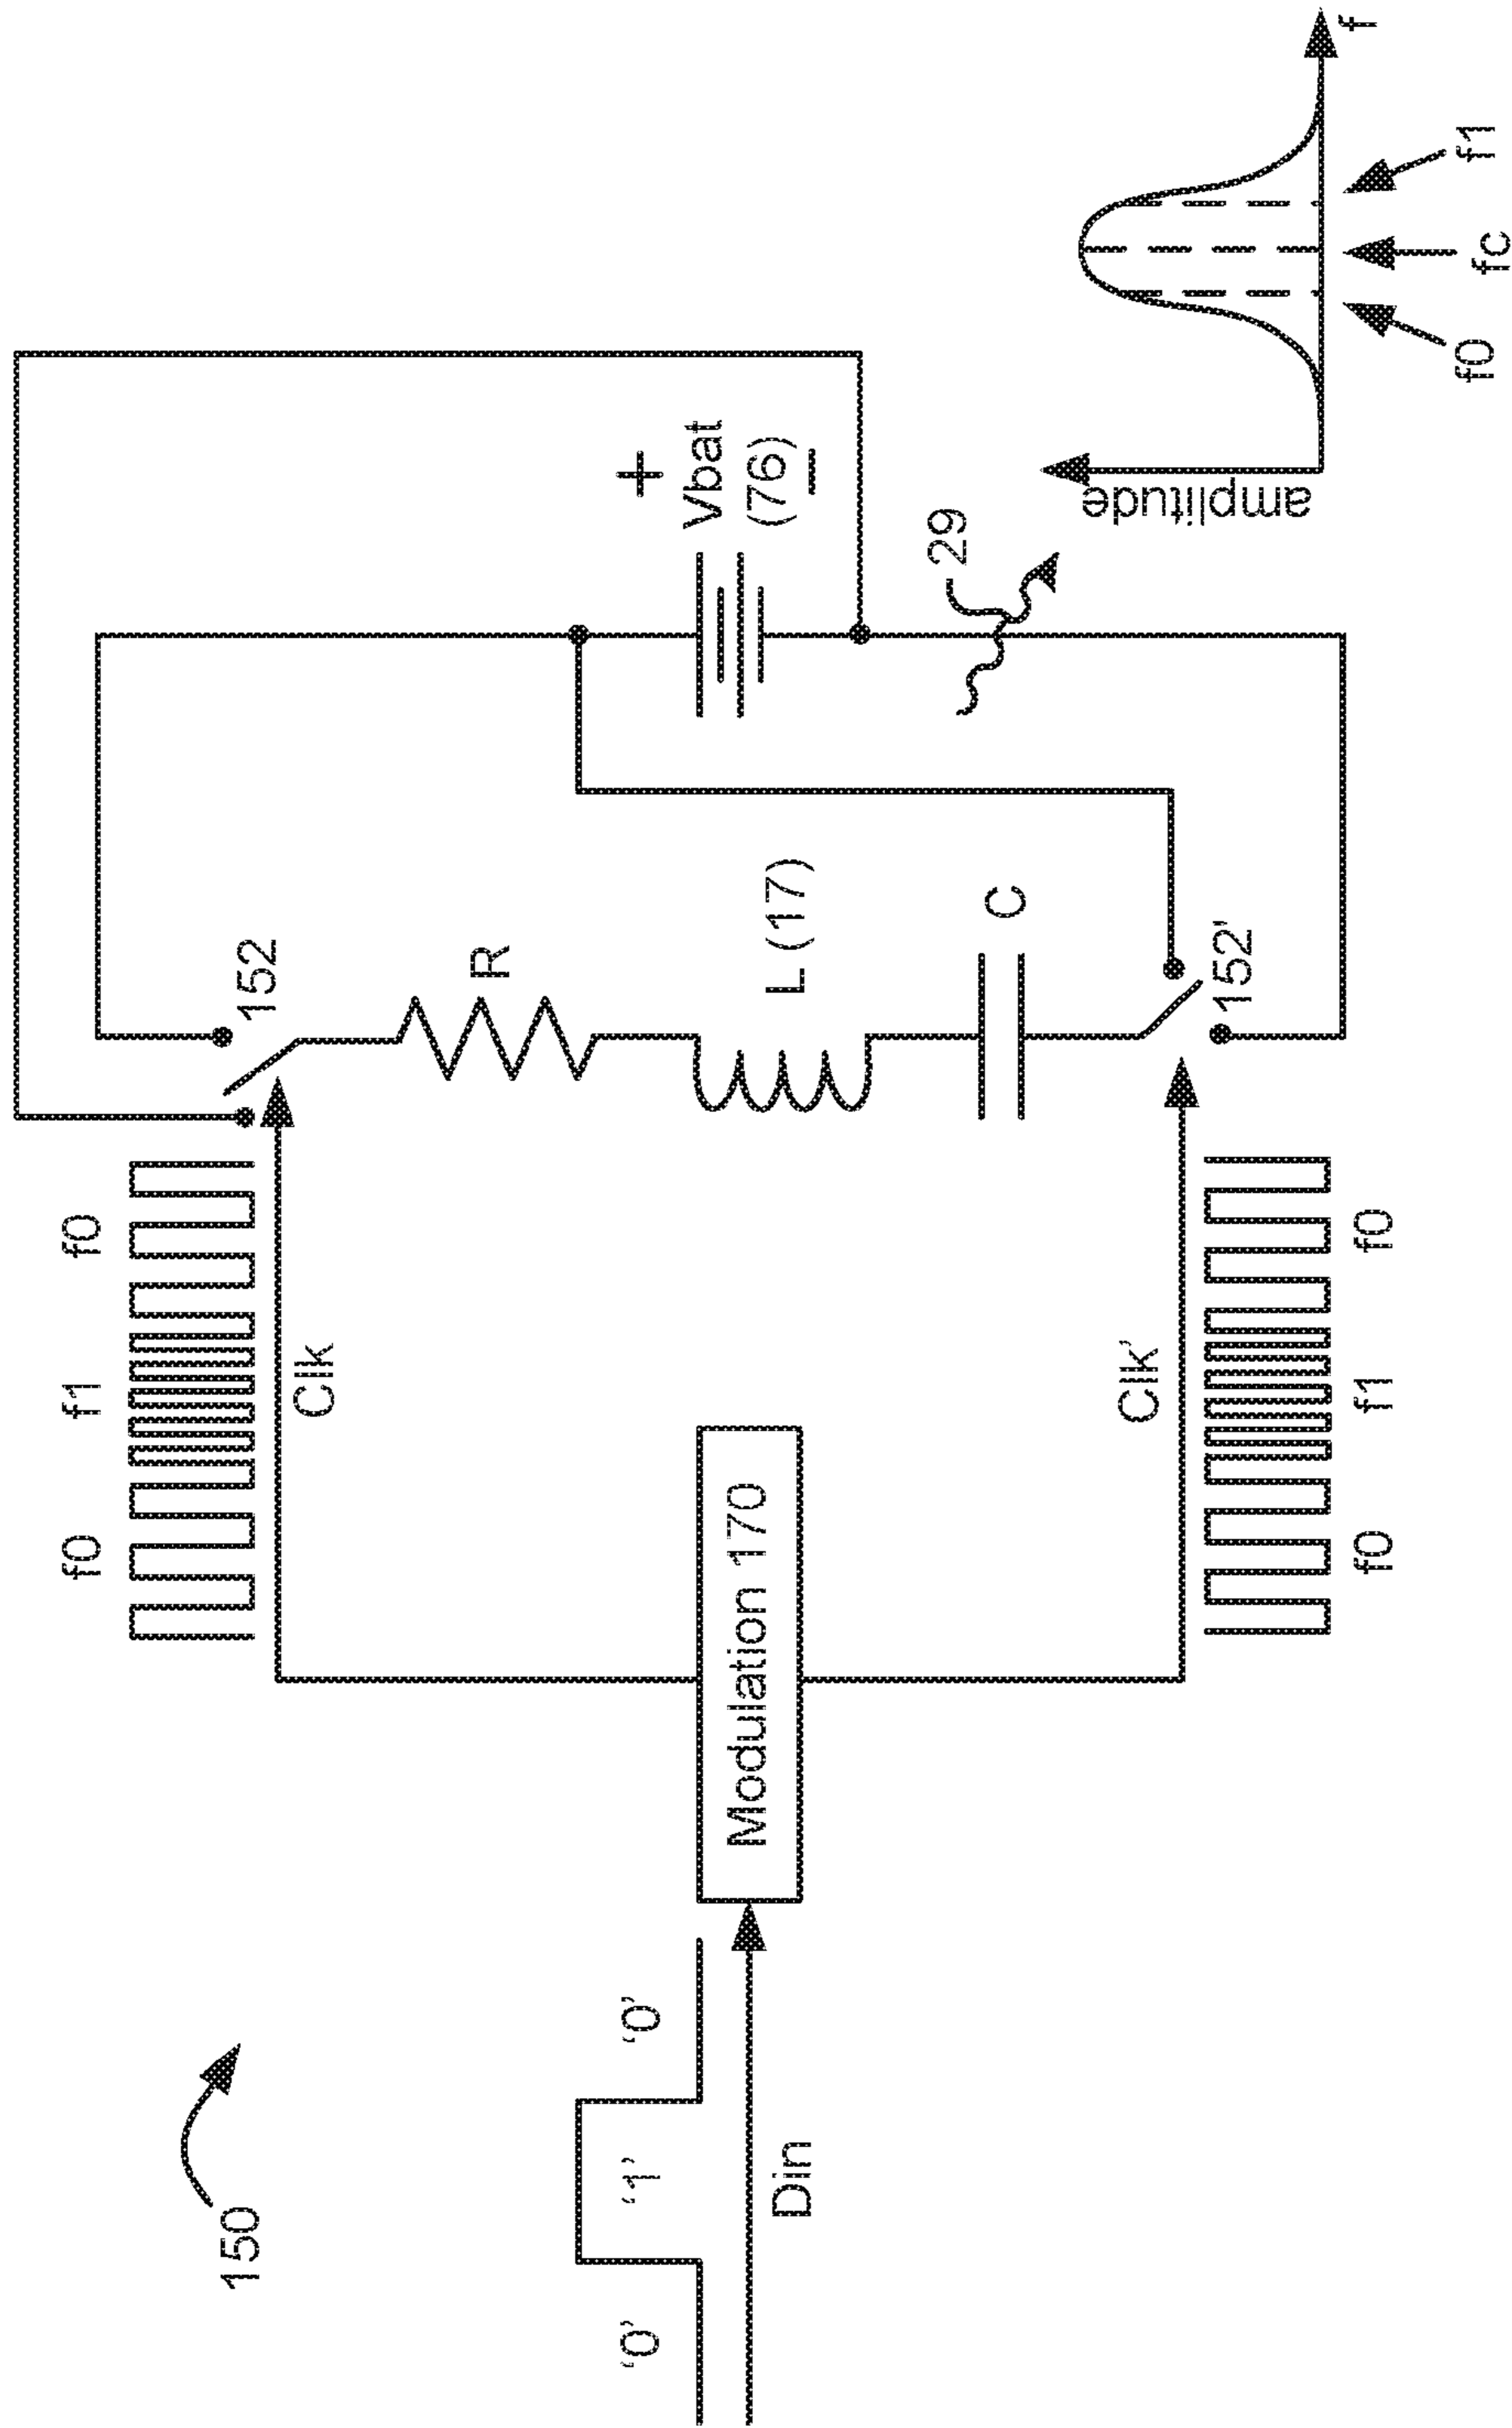 150
'0'
'1'
'0'
Din
Modulation 170
f0
f1
f0
Clk
Clk'
f0
f1
f0
152
R
L (17)
C
152'
+
Vbat
(76)
–
29
amplitude
f0
fc
f1
f